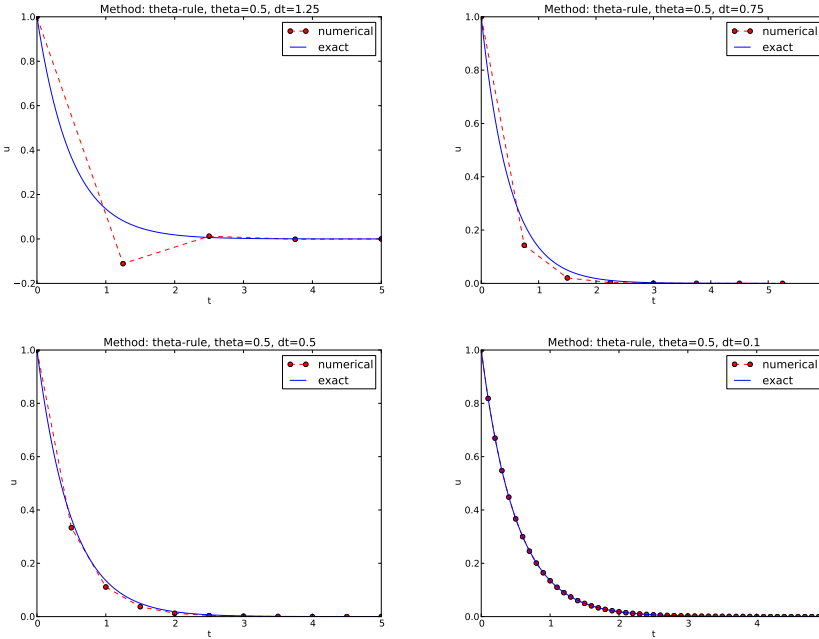 Method: theta-rule, theta=0.5, dt=1.25
numerical
exact
1.0
0.8
0.6
0.4
0.2
0.0
−0.2
u
0 1 2 3 4 5
t
Method: theta-rule, theta=0.5, dt=0.75
numerical
exact
1.0
0.8
0.6
0.4
0.2
0.0
u
0 1 2 3 4 5
t
Method: theta-rule, theta=0.5, dt=0.5
numerical
exact
1.0
0.8
0.6
0.4
0.2
0.0
u
0 1 2 3 4 5
t
Method: theta-rule, theta=0.5, dt=0.1
numerical
exact
1.0
0.8
0.6
0.4
0.2
0.0
u
0 1 2 3 4
t